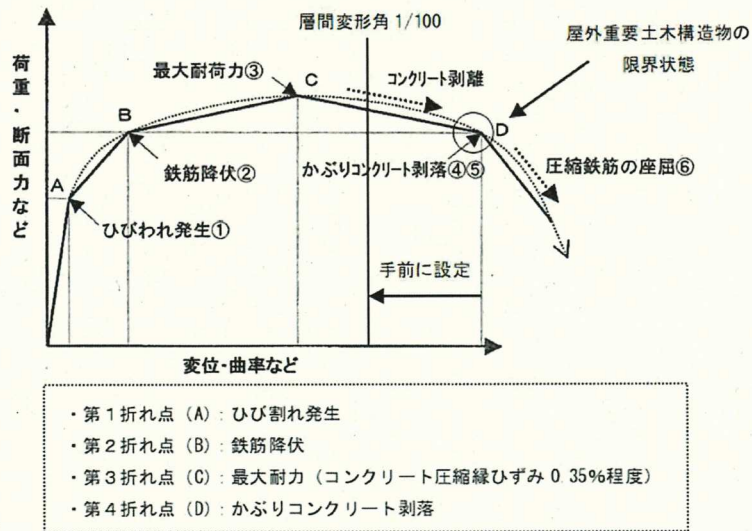 層間変形角 1/100
屋外重要土木構造物の
限界状態
荷重・断面力など
最大耐荷力③
C
コンクリート剥離
B
D
鉄筋降伏②
かぶりコンクリート剥落④⑤
圧縮鉄筋の座屈⑥
A
ひびわれ発生①
手前に設定
変位・曲率など
・第１折れ点（A）：ひび割れ発生
・第２折れ点（B）：鉄筋降伏
・第３折れ点（C）：最大耐力（コンクリート圧縮縁ひずみ 0.35%程度）
・第４折れ点（D）：かぶりコンクリート剥落